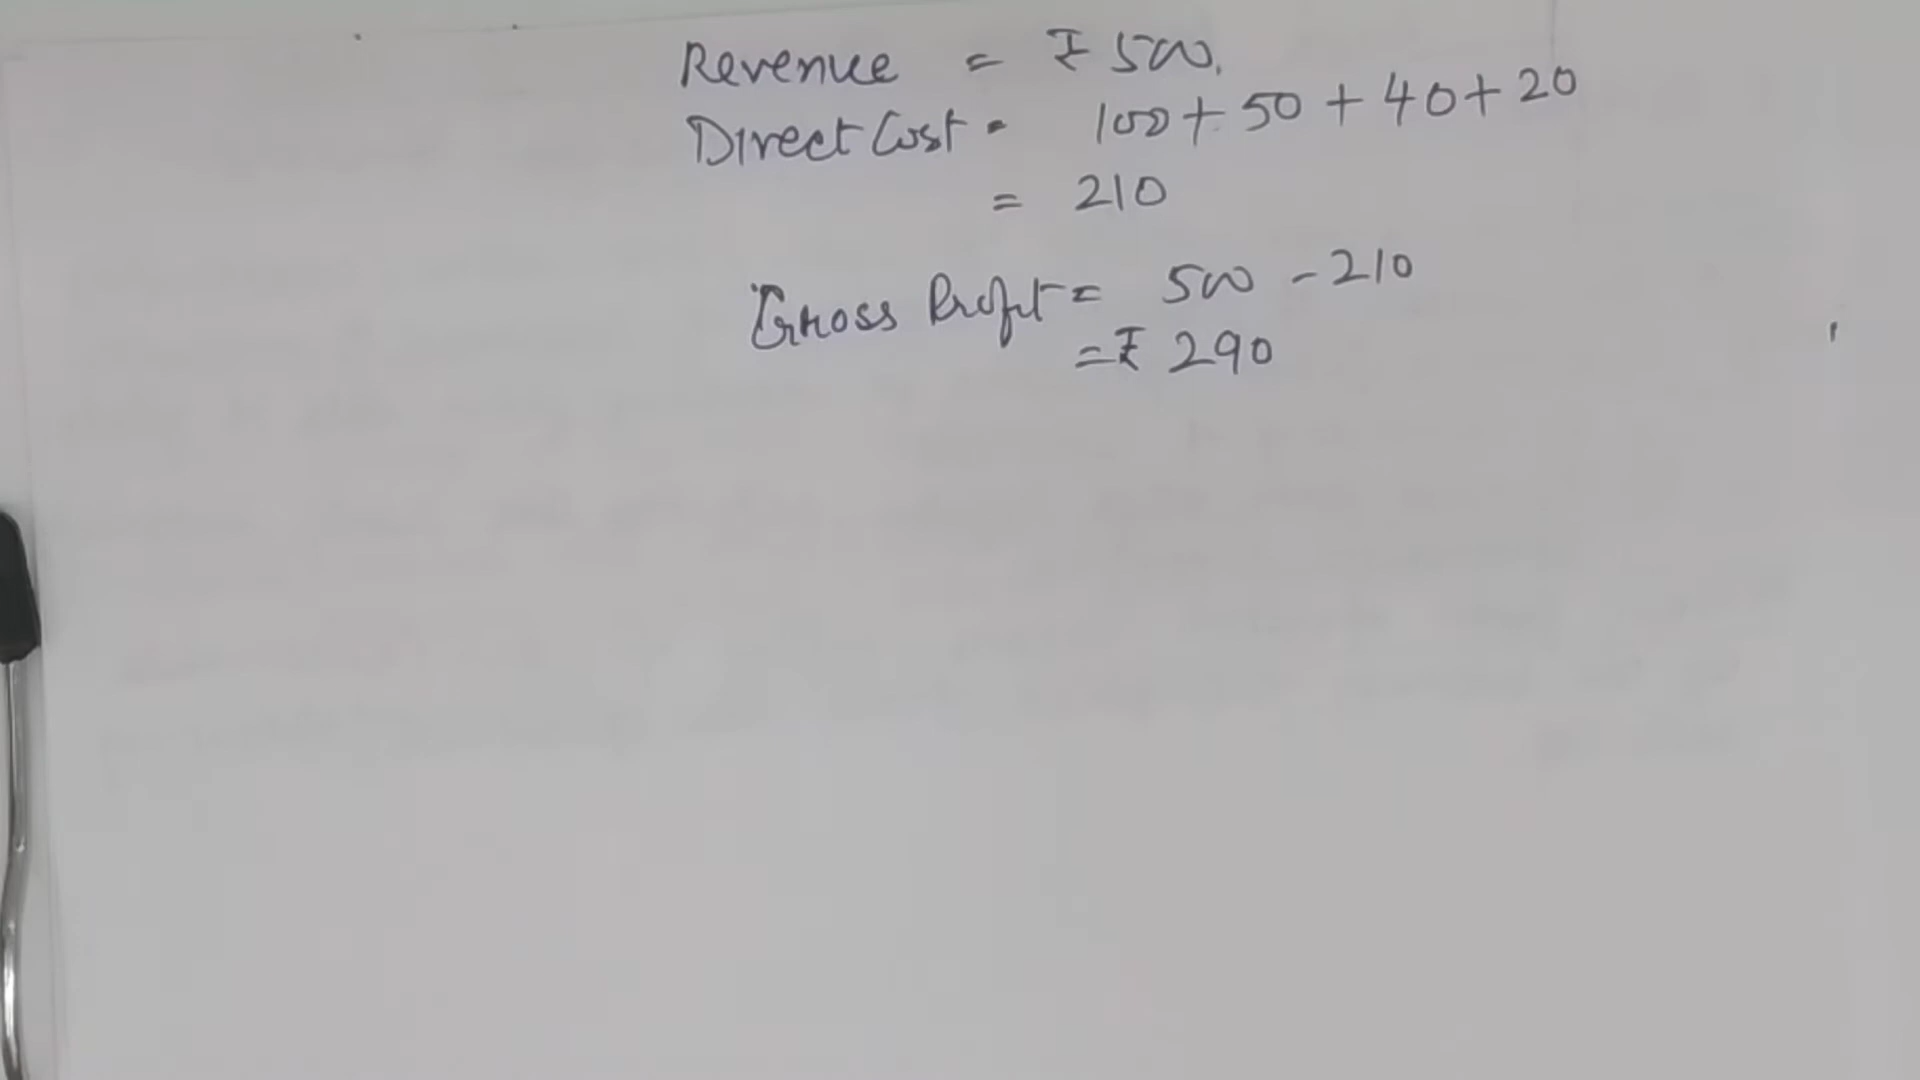 Revenue = ₹ 500.
Direct Cost = 100 + 50 + 40 + 20
= 210
Gross Profit = 500 - 210
= ₹ 290